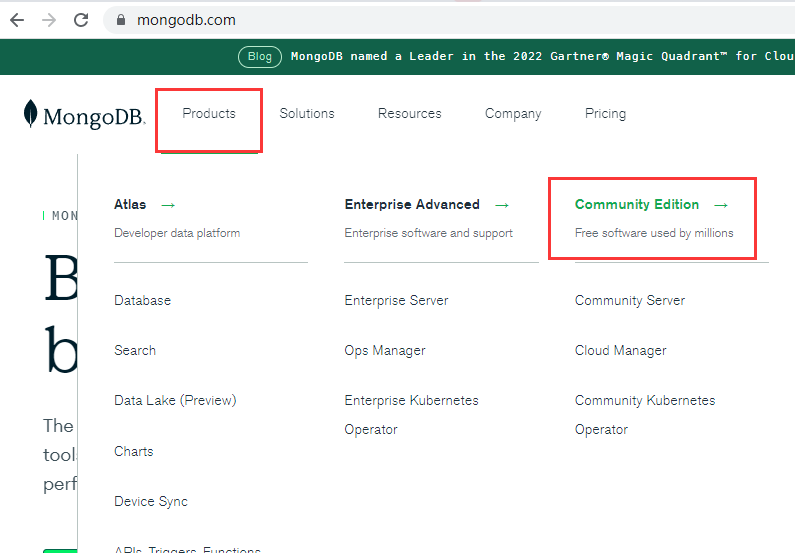 mongodb.com
Blog MongoDB named a Leader in the 2022 Gartner® Magic Quadrant™ for Clou
MongoDB. Products Solutions Resources Company Pricing
Atlas → Enterprise Advanced → Community Edition →
Developer data platform Enterprise software and support Free software used by millions
MON
B
b
The
tool
perf
Database Enterprise Server Community Server
Search Ops Manager Cloud Manager
Data Lake (Preview) Enterprise Kubernetes Community Kubernetes
Operator Operator
Charts
Device Sync
APIs, Triggers, Functions